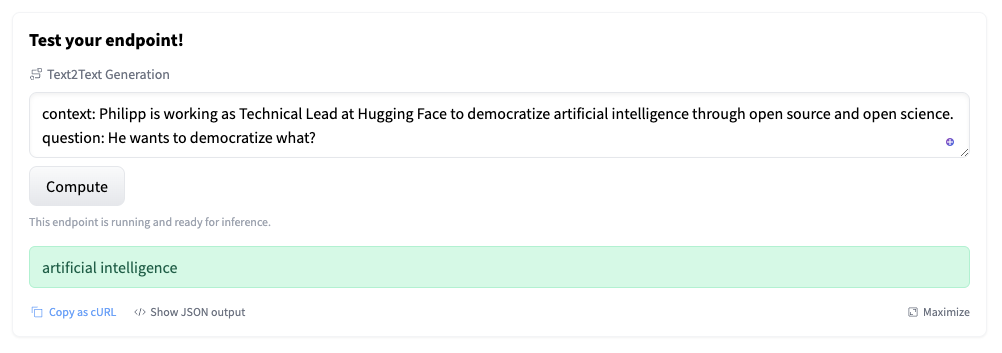 Test your endpoint!
Text2Text Generation
context: Philipp is working as Technical Lead at Hugging Face to democratize artificial intelligence through open source and open science.
question: He wants to democratize what?
Compute
This endpoint is running and ready for inference.
artificial intelligence
Copy as cURL </> Show JSON output Maximize